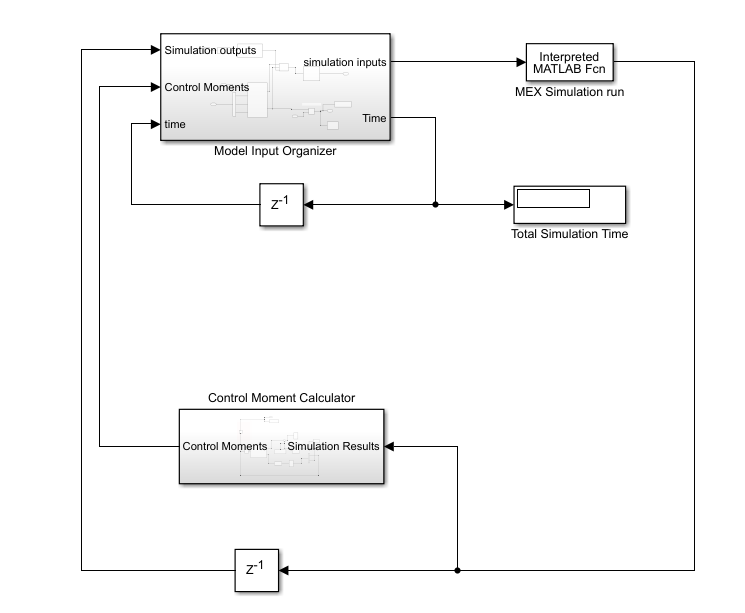 Simulation outputs
simulation inputs
Interpreted
MATLAB Fcn
MEX Simulation run
Control Moments
time
Time
Model Input Organizer
Z-1
Total Simulation Time
Control Moment Calculator
Control Moments
Simulation Results
Z-1